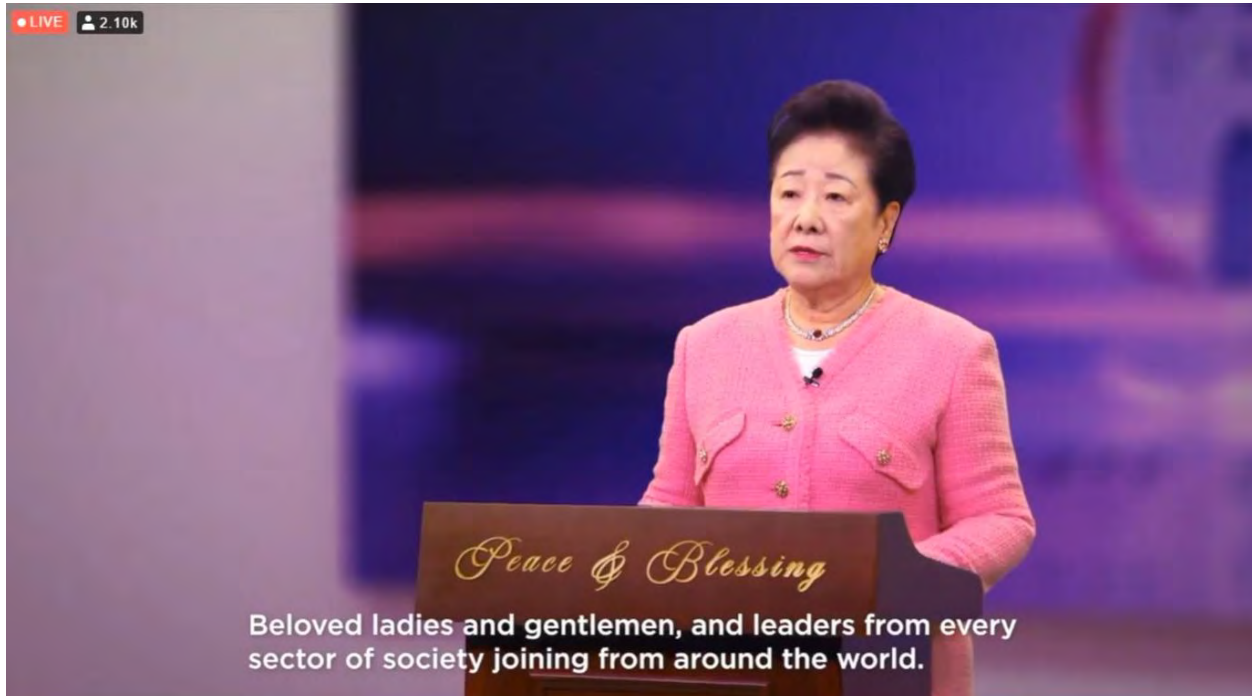 LIVE 2.10k
Peace & Blessing
Beloved ladies and gentlemen, and leaders from every
sector of society joining from around the world.